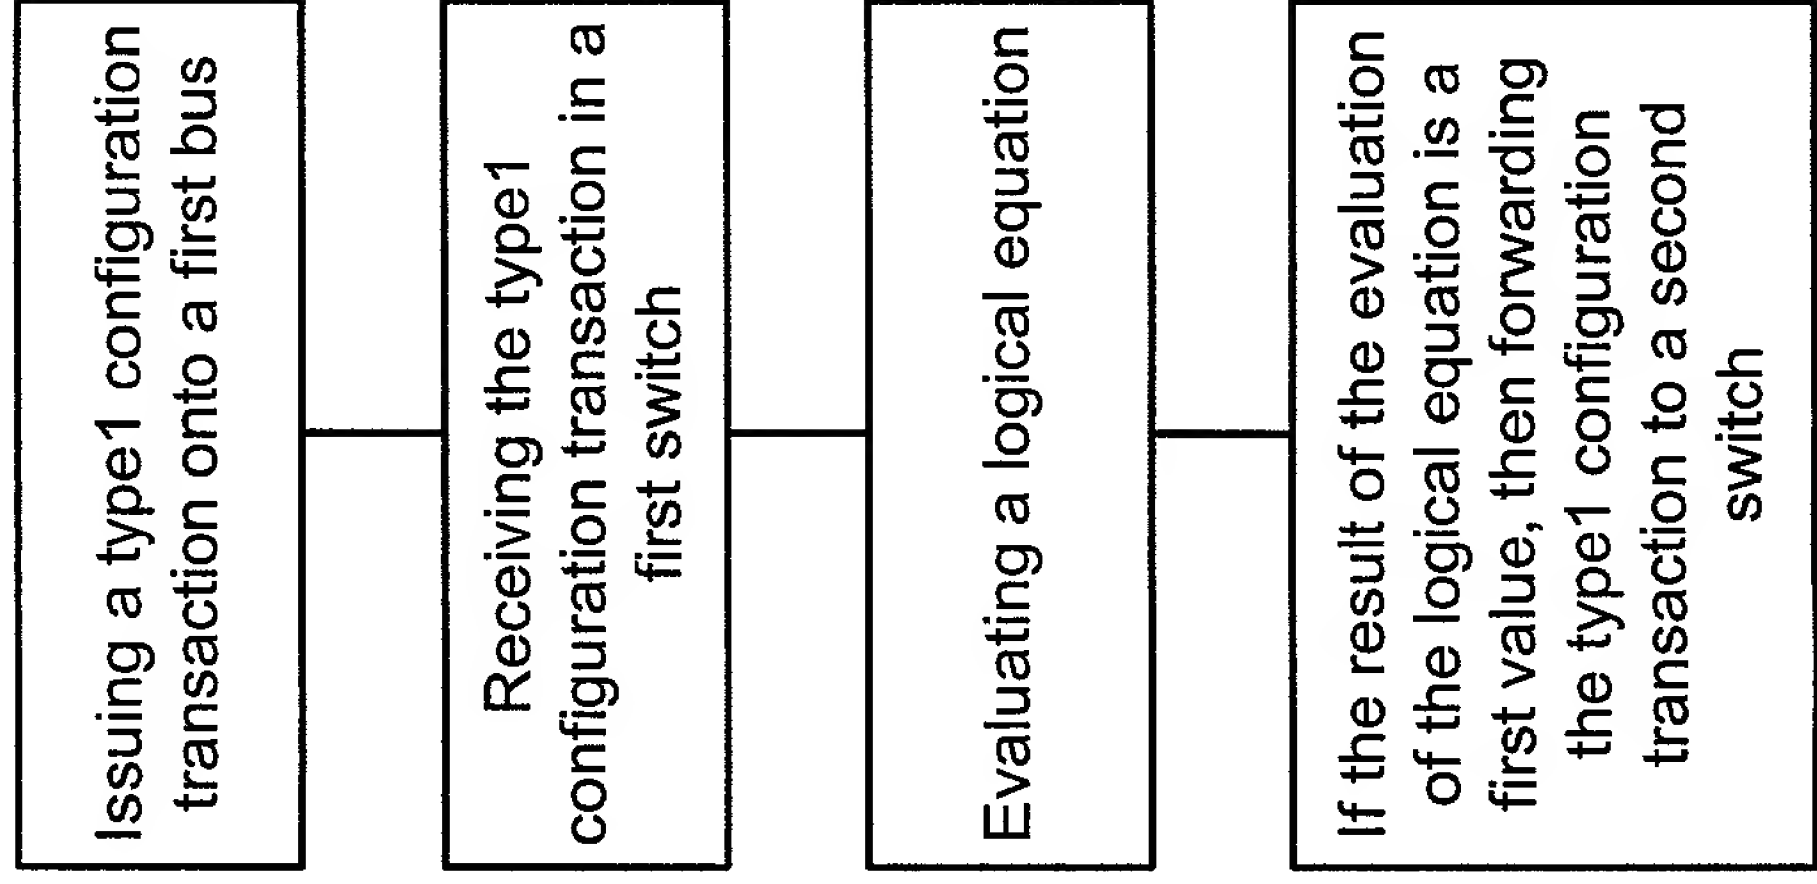 Issuing a type1 configuration
transaction onto a first bus
Receiving the type1
configuration transaction in a
first switch
Evaluating a logical equation
If the result of the evaluation
of the logical equation is a
first value, then forwarding
the type1 configuration
transaction to a second
switch